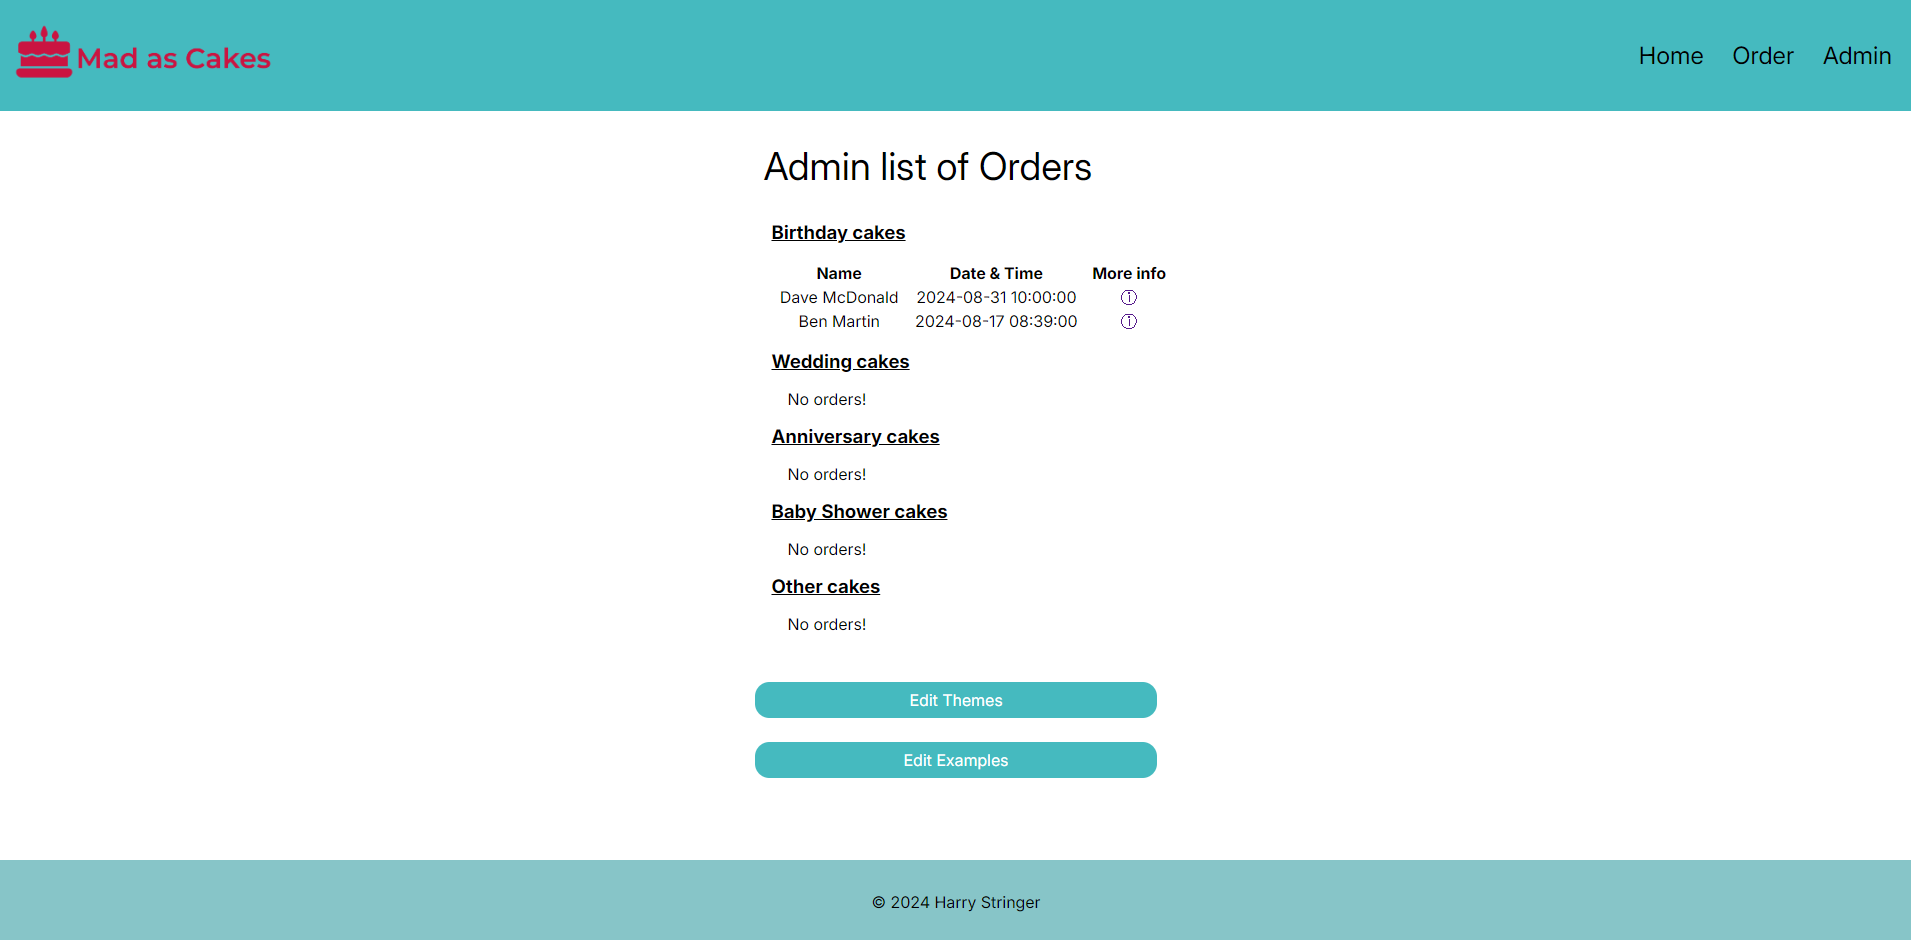 Mad as Cakes
Home Order Admin
Admin list of Orders
Birthday cakes
Name Date & Time More info
Dave McDonald 2024-08-31 10:00:00 ⓘ
Ben Martin 2024-08-17 08:39:00 ⓘ
Wedding cakes
No orders!
Anniversary cakes
No orders!
Baby Shower cakes
No orders!
Other cakes
No orders!
Edit Themes
Edit Examples
© 2024 Harry Stringer